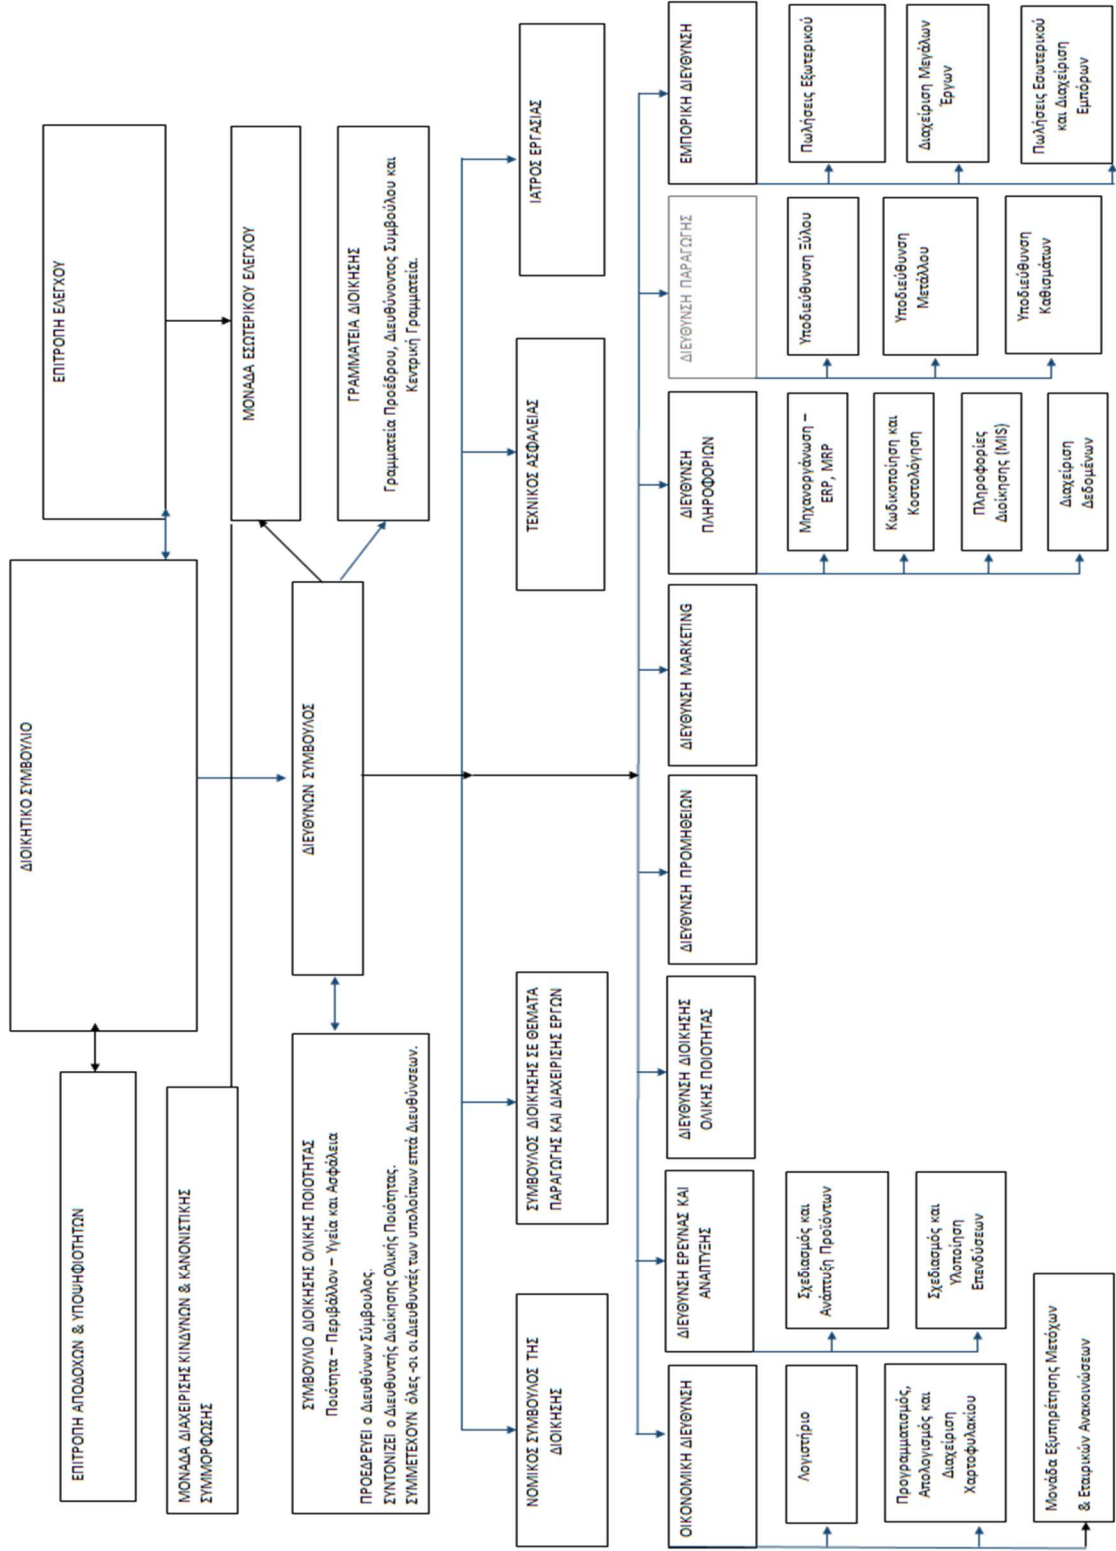 ΔΙΟΙΚΗΤΙΚΟ ΣΥΜΒΟΥΛΙΟ
ΕΠΙΤΡΟΠΗ ΕΛΕΓΧΟΥ
ΕΠΙΤΡΟΠΗ ΑΠΟΔΟΧΩΝ & ΥΠΟΨΗΦΙΟΤΗΤΩΝ
ΜΟΝΑΔΑ ΔΙΑΧΕΙΡΙΣΗΣ ΚΙΝΔΥΝΩΝ & ΚΑΝΟΝΙΣΤΙΚΗΣ
ΣΥΜΜΟΡΦΩΣΗΣ
ΜΟΝΑΔΑ ΕΣΩΤΕΡΙΚΟΥ ΕΛΕΓΧΟΥ
ΣΥΜΒΟΥΛΙΟ ΔΙΟΙΚΗΣΗΣ ΟΛΙΚΗΣ ΠΟΙΟΤΗΤΑΣ
Ποιότητα – Περιβάλλον – Υγεία και Ασφάλεια
ΠΡΟΕΔΡΕΥΕΙ ο Διευθύνων Σύμβουλος.
ΣΥΝΤΟΝΙΖΕΙ ο Διευθυντής Διοίκησης Ολικής Ποιότητας.
ΣΥΜΜΕΤΕΧΟΥΝ όλες -οι οι Διευθυντές των υπολοίπων επτά Διευθύνσεων.
ΔΙΕΥΘΥΝΩΝ ΣΥΜΒΟΥΛΟΣ
ΓΡΑΜΜΑΤΕΙΑ ΔΙΟΙΚΗΣΗΣ
Γραμματεία Προέδρου, Διευθύνοντος Συμβούλου και
Κεντρική Γραμματεία.
ΝΟΜΙΚΟΣ ΣΥΜΒΟΥΛΟΣ ΤΗΣ
ΔΙΟΙΚΗΣΗΣ
ΣΥΜΒΟΥΛΟΣ ΔΙΟΙΚΗΣΗΣ ΣΕ ΘΕΜΑΤΑ
ΠΑΡΑΓΩΓΗΣ ΚΑΙ ΔΙΑΧΕΙΡΙΣΗΣ ΕΡΓΩΝ
ΤΕΧΝΙΚΟΣ ΑΣΦΑΛΕΙΑΣ
ΙΑΤΡΟΣ ΕΡΓΑΣΙΑΣ
ΟΙΚΟΝΟΜΙΚΗ ΔΙΕΥΘΥΝΣΗ
Λογιστήριο
Προγραμματισμός,
Απολογισμός και
Διαχείριση
Χαρτοφυλακίου
Μονάδα Εξυπηρέτησης Μετόχων
& Εταιρικών Ανακοινώσεων
ΔΙΕΥΘΥΝΣΗ ΕΡΕΥΝΑΣ ΚΑΙ
ΑΝΑΠΤΥΞΗΣ
Σχεδιασμός και
Ανάπτυξη Προϊόντων
Σχεδιασμός και
Υλοποίηση
Επενδύσεων
ΔΙΕΥΘΥΝΣΗ ΔΙΟΙΚΗΣΗΣ
ΟΛΙΚΗΣ ΠΟΙΟΤΗΤΑΣ
ΔΙΕΥΘΥΝΣΗ ΠΡΟΜΗΘΕΙΩΝ
ΔΙΕΥΘΥΝΣΗ MARKETING
ΔΙΕΥΘΥΝΣΗ
ΠΛΗΡΟΦΟΡΙΩΝ
Μηχανοργάνωση –
ERP, MRP
Κωδικοποίηση και
Κοστολόγηση
Πληροφορίες
Διοίκησης (MIS)
Διαχείριση
Δεδομένων
ΔΙΕΥΘΥΝΣΗ ΠΑΡΑΓΩΓΗΣ
Υποδιεύθυνση Ξύλου
Υποδιεύθυνση
Μετάλλου
Υποδιεύθυνση
Καθισμάτων
ΕΜΠΟΡΙΚΗ ΔΙΕΥΘΥΝΣΗ
Πωλήσεις Εξωτερικού
Διαχείριση Μεγάλων
Έργων
Πωλήσεις Εσωτερικού
και Διαχείριση
Εμπόρων